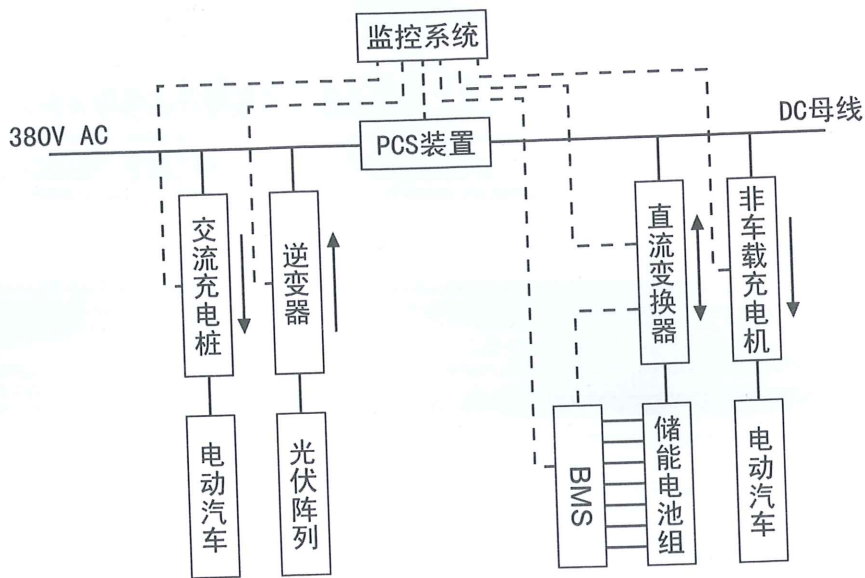 监控系统
380V AC
PCS装置
DC母线
交流充电桩
逆变器
直流变换器
非车载充电机
电动汽车
光伏阵列
BMS
储能电池组
电动汽车